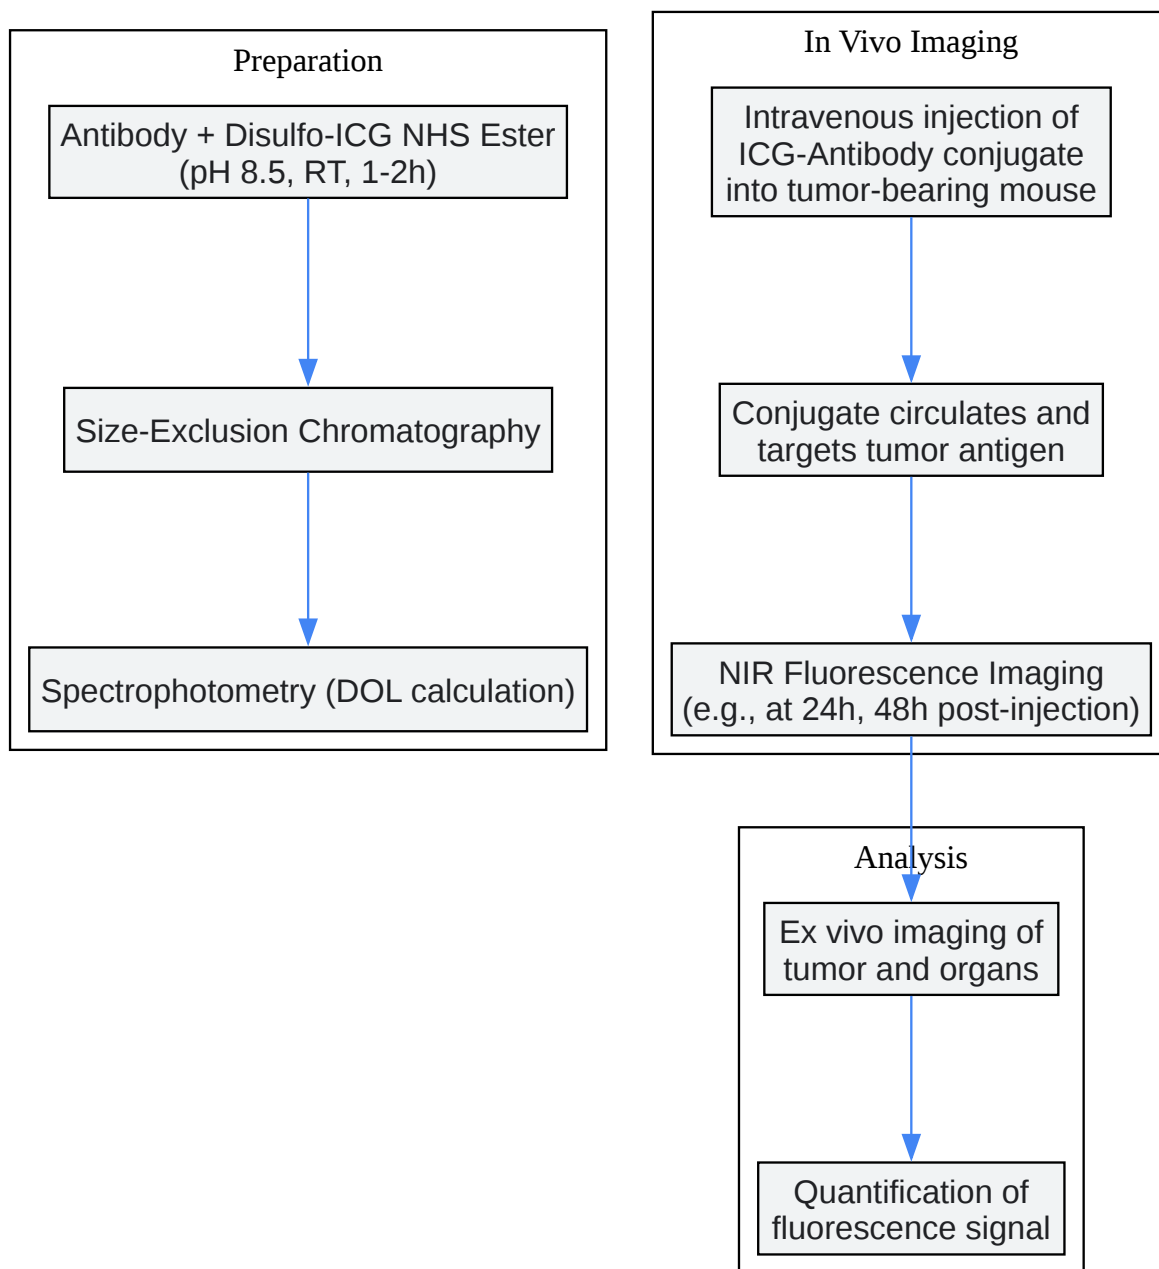 Preparation
Antibody + Disulfo-ICG NHS Ester
(pH 8.5, RT, 1-2h)
Size-Exclusion Chromatography
Spectrophotometry (DOL calculation)
In Vivo Imaging
Intravenous injection of
ICG-Antibody conjugate
into tumor-bearing mouse
Conjugate circulates and
targets tumor antigen
NIR Fluorescence Imaging
(e.g., at 24h, 48h post-injection)
Analysis
Ex vivo imaging of
tumor and organs
Quantification of
fluorescence signal